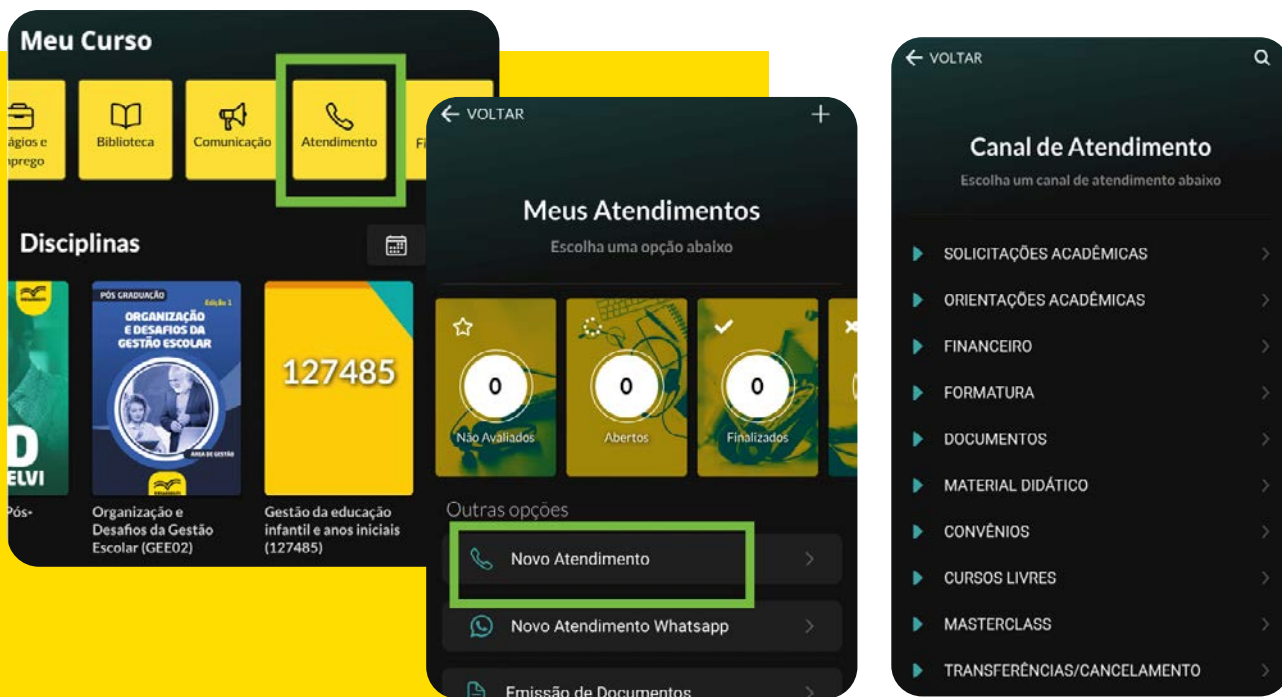 Meu Curso
ágios e
nprego
Biblioteca
Comunicação
Atendimento
Fi
Disciplinas
D
ELVI
Pós-
PÓS GRADUAÇÃO
Edição 1
ORGANIZAÇÃO
E DESAFIOS DA
GESTÃO ESCOLAR
ÁREA DE GESTÃO
Organização e
Desafios da Gestão
Escolar (GEE02)
127485
Gestão da educação
infantil e anos iniciais
(127485)
VOLTAR
Meus Atendimentos
Escolha uma opção abaixo
0
Não Avaliados
0
Abertos
0
Finalizados
Outras opções
Novo Atendimento
Novo Atendimento Whatsapp
Emissão de Documentos
VOLTAR
Canal de Atendimento
Escolha um canal de atendimento abaixo
SOLICITAÇÕES ACADÊMICAS
ORIENTAÇÕES ACADÊMICAS
FINANCEIRO
FORMATURA
DOCUMENTOS
MATERIAL DIDÁTICO
CONVÊNIOS
CURSOS LIVRES
MASTERCLASS
TRANSFERÊNCIAS/CANCELAMENTO